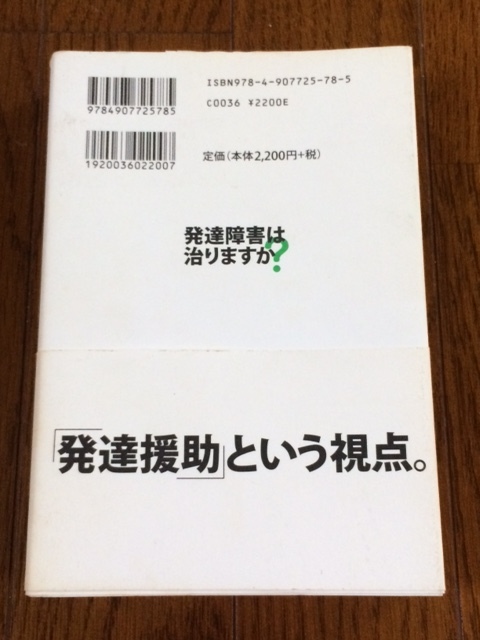 ISBN978-4-907725-78-5
C0036 ¥2200E
9784907725785
定価(本体2,200円+税)
1920036022007
発達障害は
治りますか?
「発達援助」という視点。